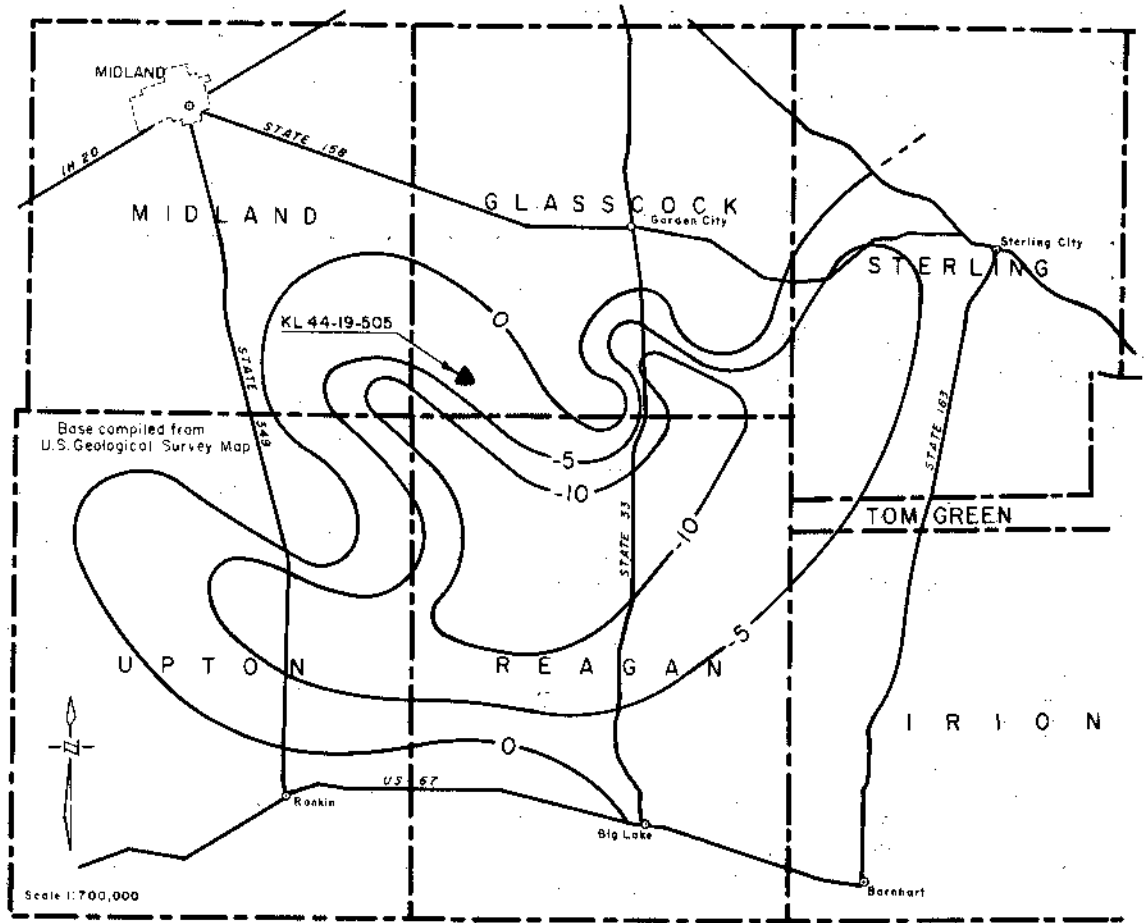 MIDLAND
IH 20
STATE 158
MIDLAND
GLASSCOCK
Garden City
Sterling City
STERLING
KL 44-19-505
0
STATE 349
Base compiled from
U.S. Geological Survey Map
-5
-10
STATE 33
-10
STATE 163
TOM GREEN
-5
UPTON
REAGAN
IRION
N
0
US 67
Rankin
Big Lake
Barnhart
Scale 1:700,000